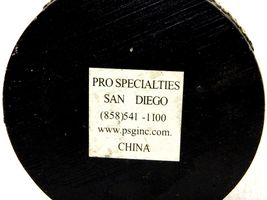 PRO SPECIALTIES
SAN DIEGO
(858)541 -1100
www.psginc.com.
CHINA